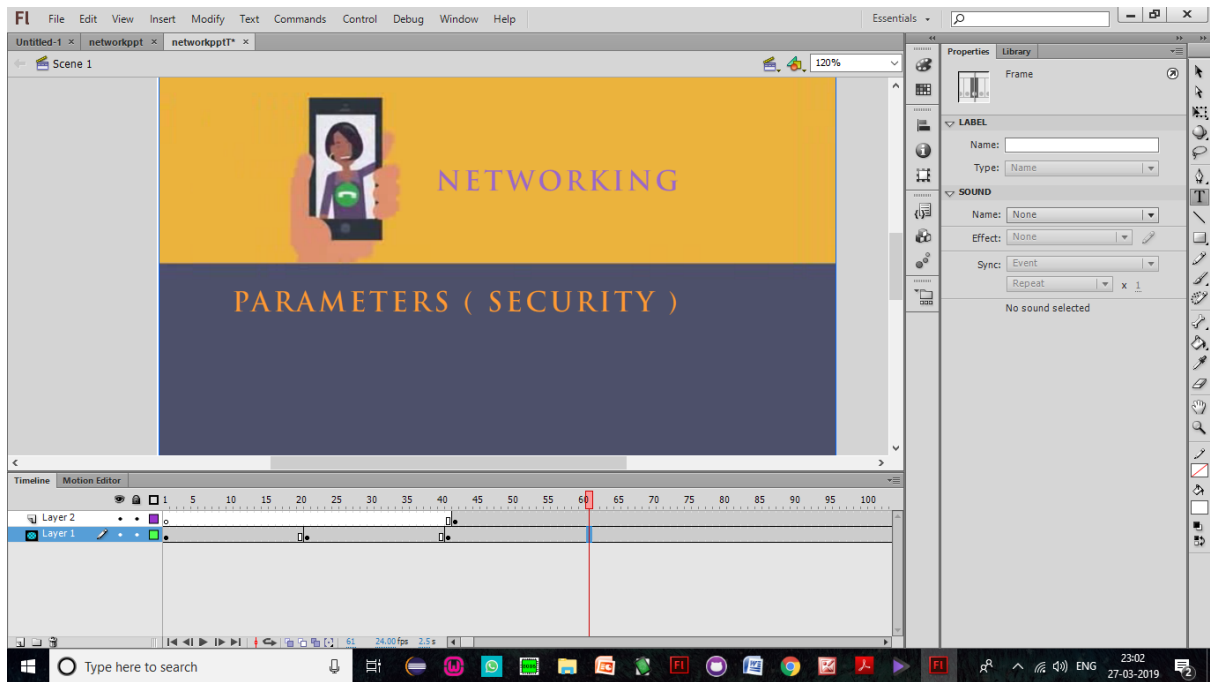 Fl File Edit View Insert Modify Text Commands Control Debug Window Help Essentials
Untitled-1 × networkppt × networkpptT* ×
Scene 1 120%
NETWORKING
PARAMETERS ( SECURITY )
Properties Library
Frame
LABEL
Name:
Type: Name
SOUND
Name: None
Effect: None
Sync: Event
Repeat x 1
No sound selected
Timeline Motion Editor
1 5 10 15 20 25 30 35 40 45 50 55 60 65 70 75 80 85 90 95 100
Layer 2
Layer 1
61 24.00 fps 2.5 s
Type here to search
ENG
23:02
27-03-2019
2